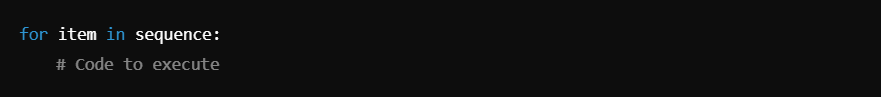 for item in sequence:
    # Code to execute